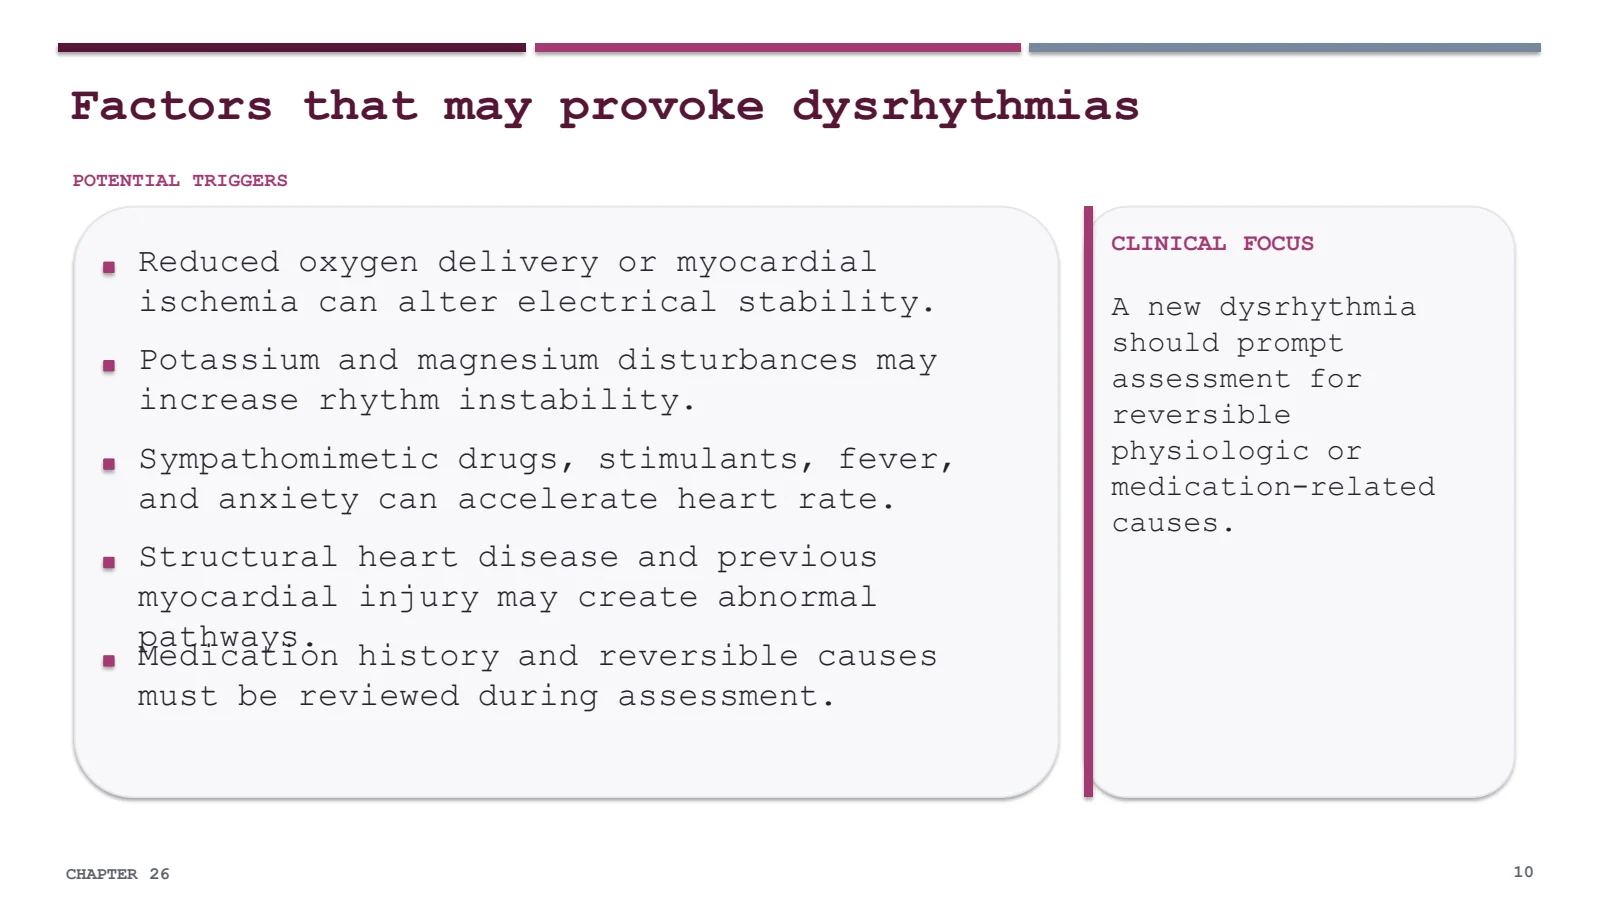 Factors that may provoke dysrhythmias
POTENTIAL TRIGGERS
Reduced oxygen delivery or myocardial
ischemia can alter electrical stability.
Potassium and magnesium disturbances may
increase rhythm instability.
Sympathomimetic drugs, stimulants, fever,
and anxiety can accelerate heart rate.
Structural heart disease and previous
myocardial injury may create abnormal
pathways.
Medication history and reversible causes
must be reviewed during assessment.
CLINICAL FOCUS
A new dysrhythmia
should prompt
assessment for
reversible
physiologic or
medication-related
causes.
CHAPTER 26
10